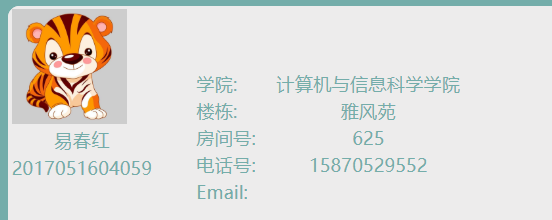 易春红
2017051604059
学院: 计算机与信息科学学院
楼栋: 雅风苑
房间号: 625
电话号: 15870529552
Email: